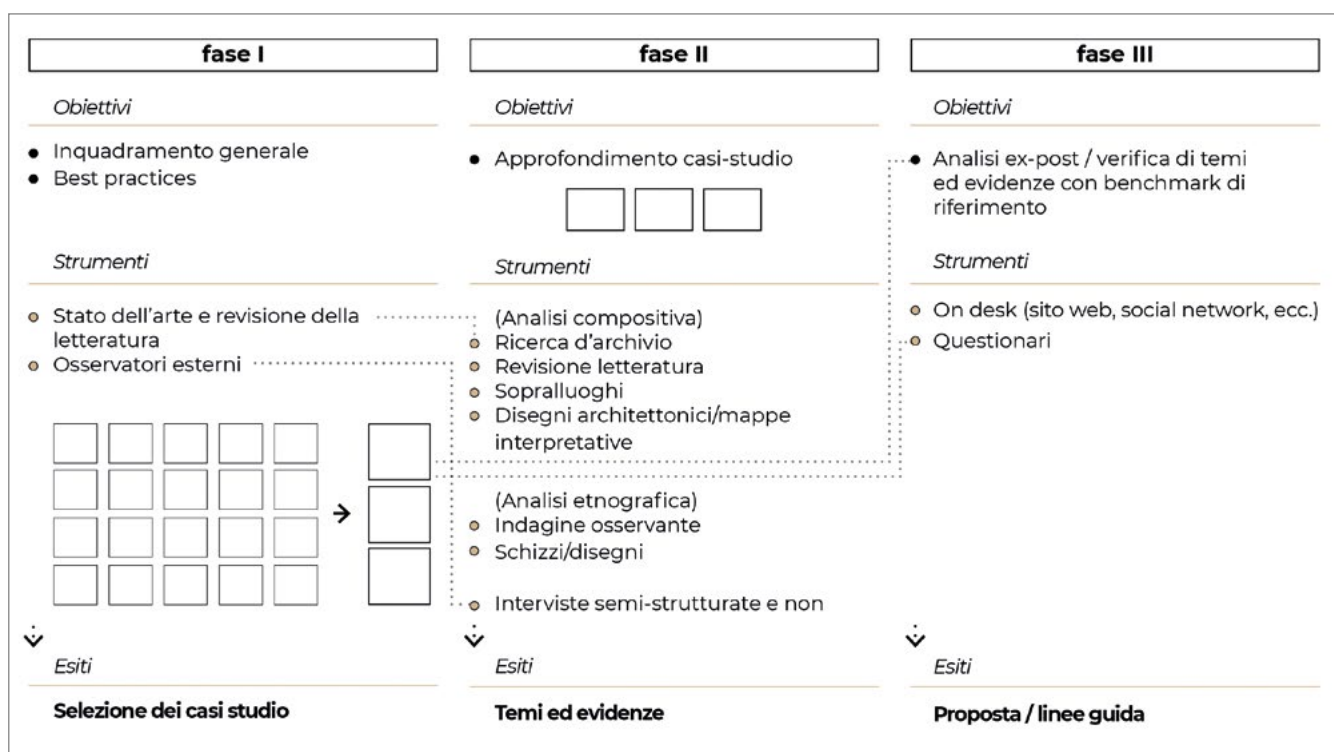 fase I
Obiettivi
Inquadramento generale
Best practices
Strumenti
Stato dell'arte e revisione della
letteratura
Osservatori esterni
Esiti
Selezione dei casi studio
fase II
Obiettivi
Approfondimento casi-studio
Strumenti
(Analisi compositiva)
Ricerca d'archivio
Revisione letteratura
Sopralluoghi
Disegni architettonici/mappe
interpretative
(Analisi etnografica)
Indagine osservante
Schizzi/disegni
Interviste semi-strutturate e non
Esiti
Temi ed evidenze
fase III
Obiettivi
Analisi ex-post / verifica di temi
ed evidenze con benchmark di
riferimento
Strumenti
On desk (sito web, social network, ecc.)
Questionari
Esiti
Proposta / linee guida